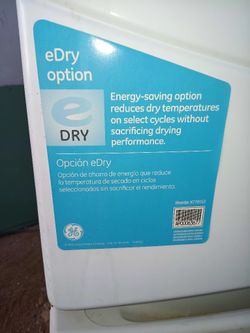 eDry
option
e
DRY
Energy-saving option
reduces dry temperatures
on select cycles without
sacrificing drying
performance.
Opción eDry
Opción de ahorro de energía que reduce
la temperatura de secado en ciclos
seleccionados sin sacrificar el rendimiento.